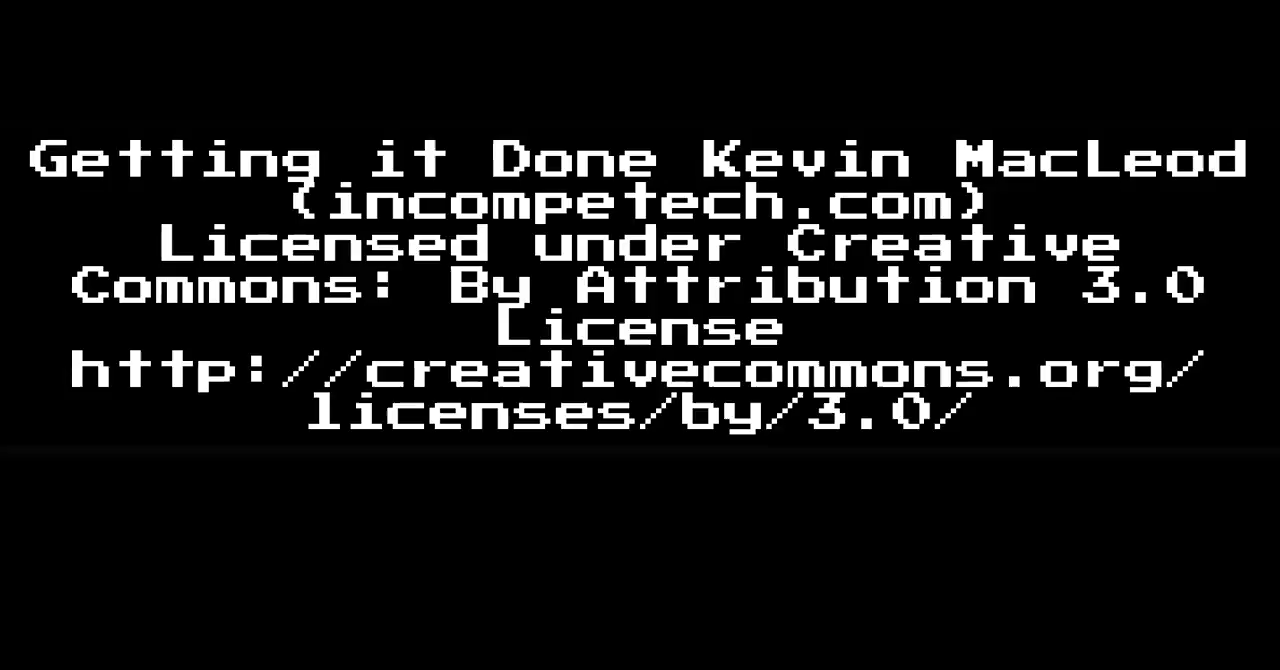 Getting it Done Kevin MacLeod
(incompetech.com)
Licensed under Creative
Commons: By Attribution 3.0
License
http://creativecommons.org/
licenses/by/3.0/